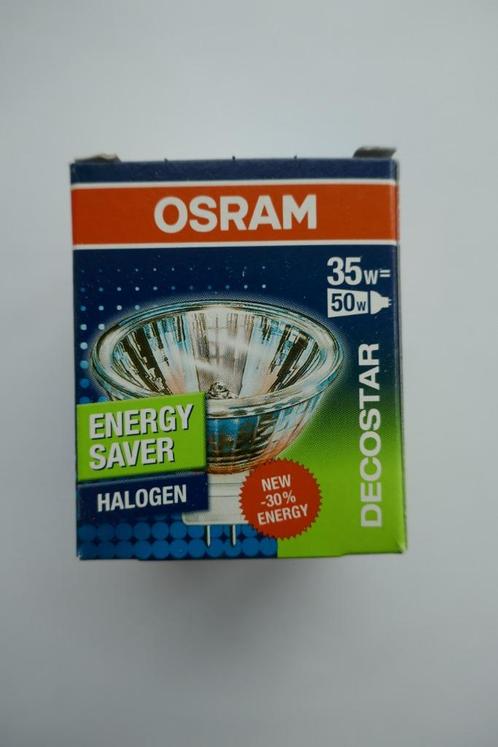 OSRAM
35W=
50W
ENERGY
SAVER
HALOGEN
NEW
-30%
ENERGY
DECOSTAR